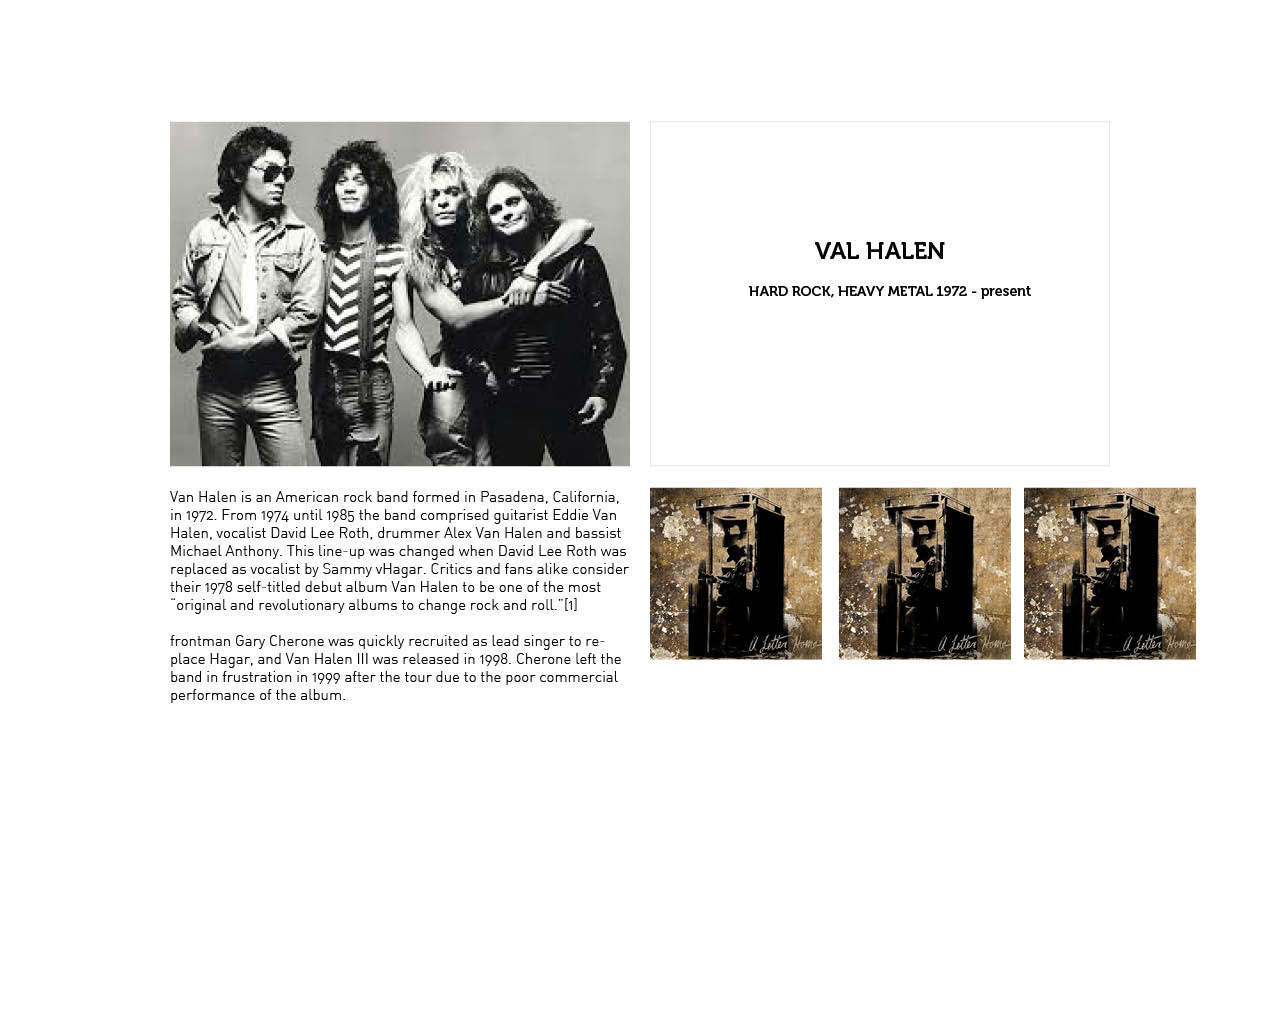 VAL HALEN
HARD ROCK, HEAVY METAL 1972 - present
Van Halen is an American rock band formed in Pasadena, California,
in 1972. From 1974 until 1985 the band comprised guitarist Eddie Van
Halen, vocalist David Lee Roth, drummer Alex Van Halen and bassist
Michael Anthony. This line-up was changed when David Lee Roth was
replaced as vocalist by Sammy vHagar. Critics and fans alike consider
their 1978 self-titled debut album Van Halen to be one of the most
“original and revolutionary albums to change rock and roll.”[1]
frontman Gary Cherone was quickly recruited as lead singer to re-
place Hagar, and Van Halen III was released in 1998. Cherone left the
band in frustration in 1999 after the tour due to the poor commercial
performance of the album.
A Letter Home
A Letter Home
A Letter Home